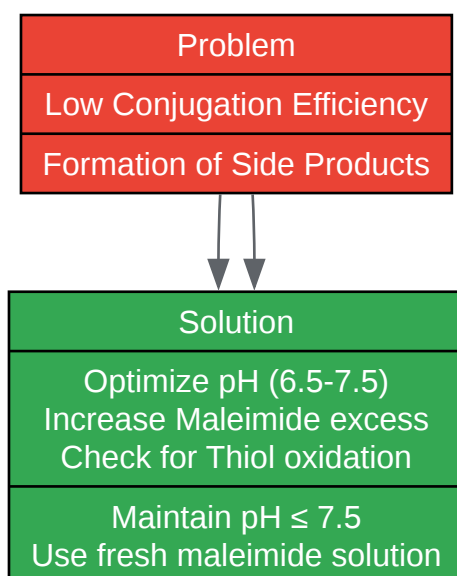 Problem
Low Conjugation Efficiency
Formation of Side Products
Solution
Optimize pH (6.5-7.5)
Increase Maleimide excess
Check for Thiol oxidation
Maintain pH ≤ 7.5
Use fresh maleimide solution